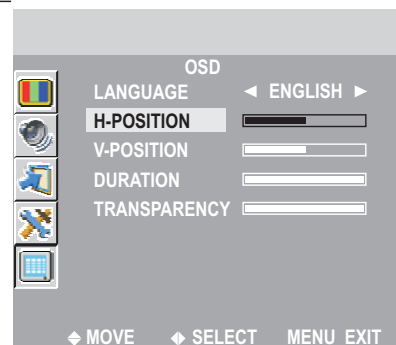 OSD
LANGUAGE ◄ ENGLISH ►
H-POSITION
V-POSITION
DURATION
TRANSPARENCY
MOVE SELECT MENU EXIT